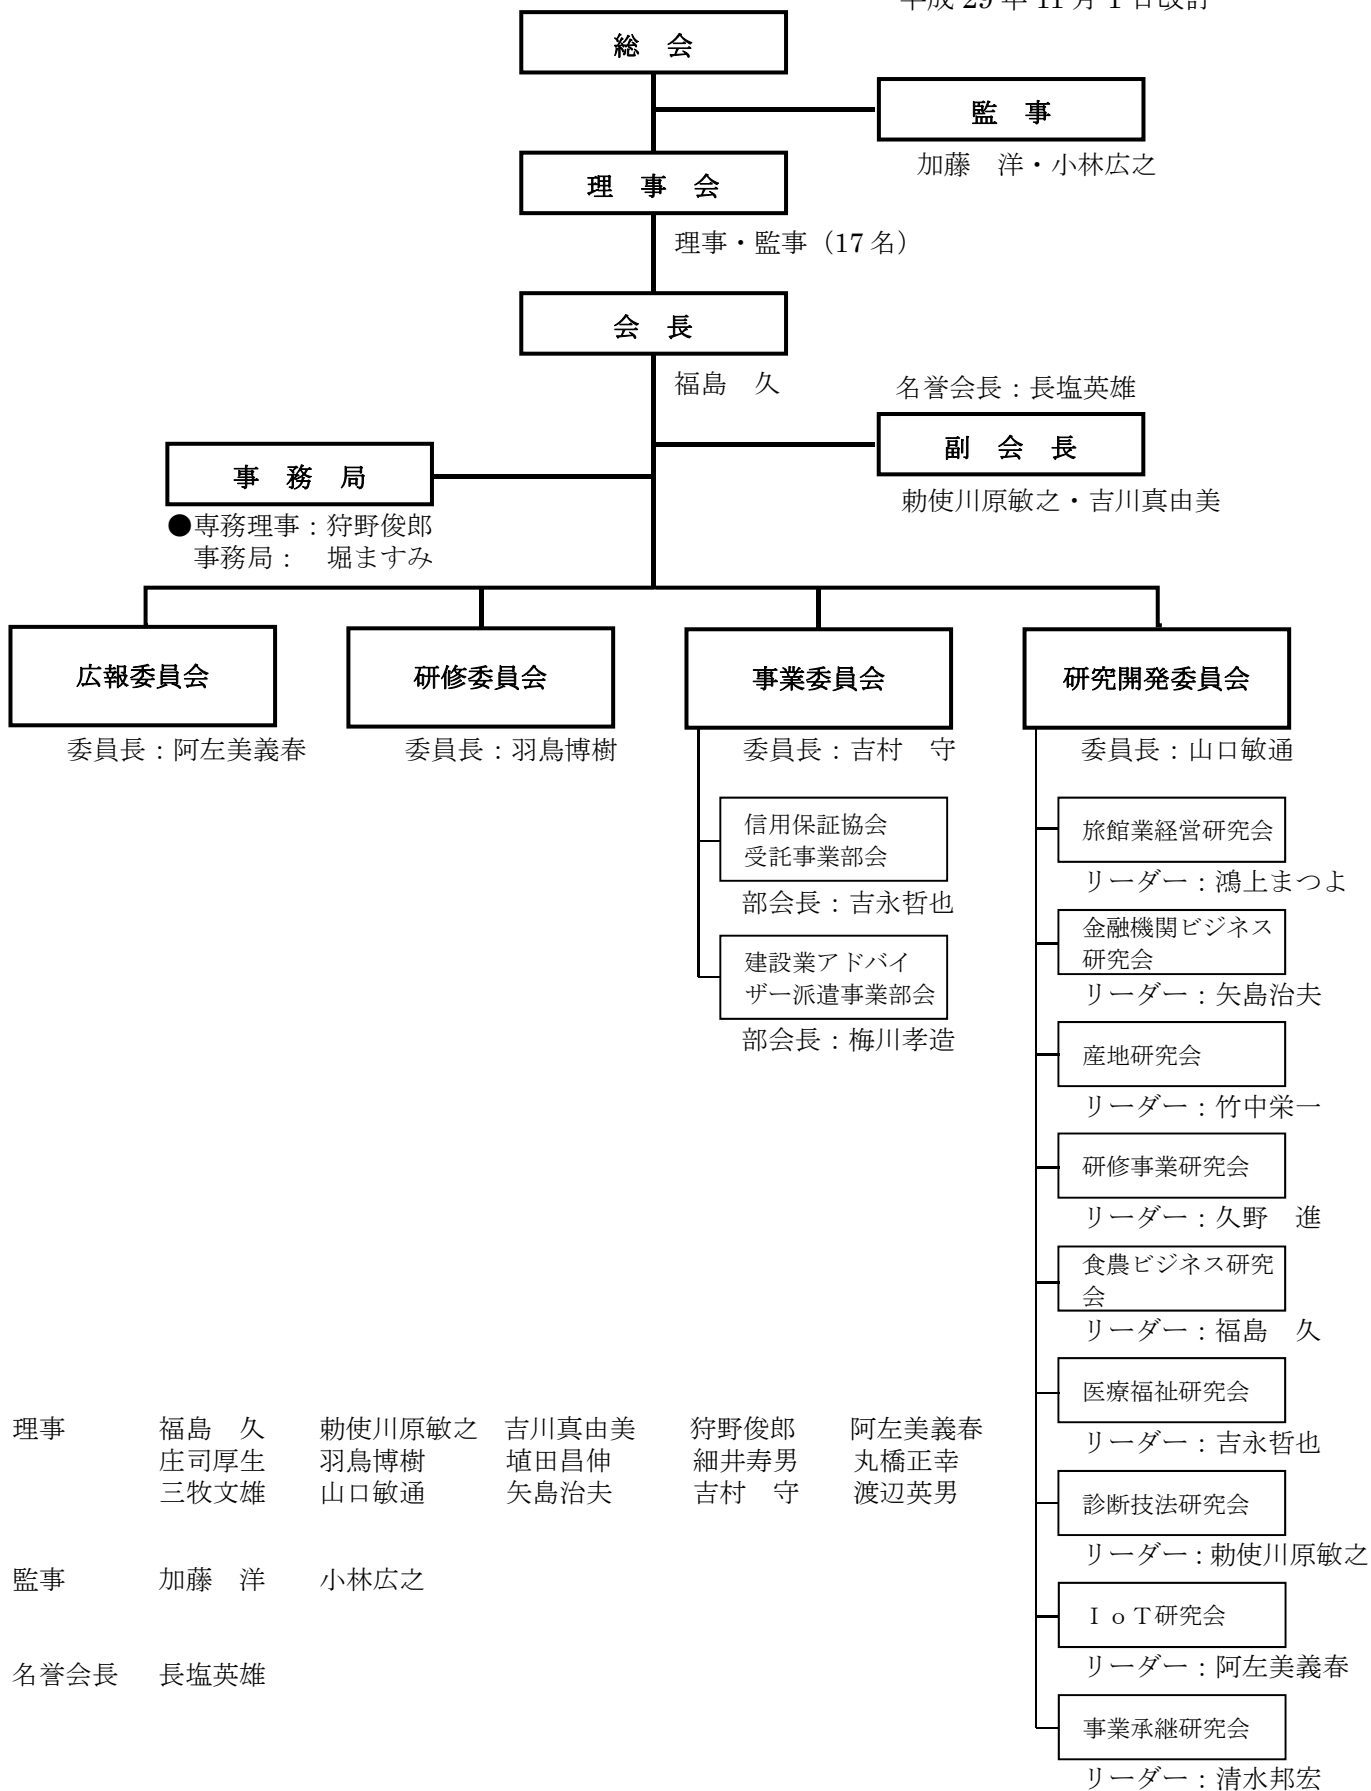 平成 29 年 11 月 1 日改訂
総　会
監　事
加藤　洋・小林広之
理　事　会
理事・監事（17 名）
会　長
福島　久
名誉会長：長塩英雄
副　会　長
勅使川原敏之・吉川真由美
事　務　局
●専務理事：狩野俊郎
事務局：　堀ますみ
広報委員会
委員長：阿左美義春
研修委員会
委員長：羽鳥博樹
事業委員会
委員長：吉村　守
信用保証協会
受託事業部会
部会長：吉永哲也
建設業アドバイ
ザー派遣事業部会
部会長：梅川孝造
研究開発委員会
委員長：山口敏通
旅館業経営研究会
リーダー：鴻上まつよ
金融機関ビジネス
研究会
リーダー：矢島治夫
産地研究会
リーダー：竹中栄一
研修事業研究会
リーダー：久野　進
食農ビジネス研究
会
リーダー：福島　久
医療福祉研究会
リーダー：吉永哲也
診断技法研究会
リーダー：勅使川原敏之
ＩｏＴ研究会
リーダー：阿左美義春
事業承継研究会
リーダー：清水邦宏
理事　福島　久　勅使川原敏之　吉川真由美　狩野俊郎　阿左美義春
庄司厚生　羽鳥博樹　埴田昌伸　細井寿男　丸橋正幸
三牧文雄　山口敏通　矢島治夫　吉村　守　渡辺英男
監事　加藤　洋　小林広之
名誉会長　長塩英雄